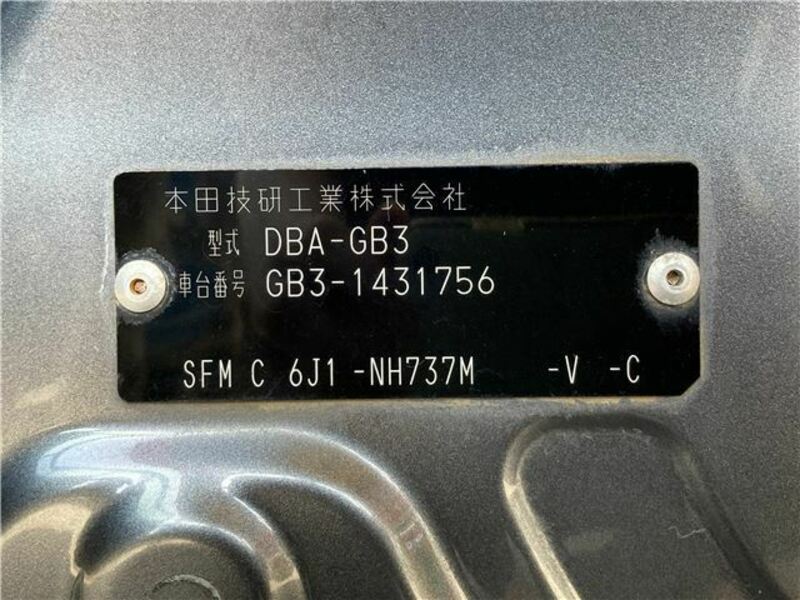 本田技研工業株式会社
型式 DBA-GB3
車台番号 GB3-1431756
SFM C 6J1 -NH737M -V -C